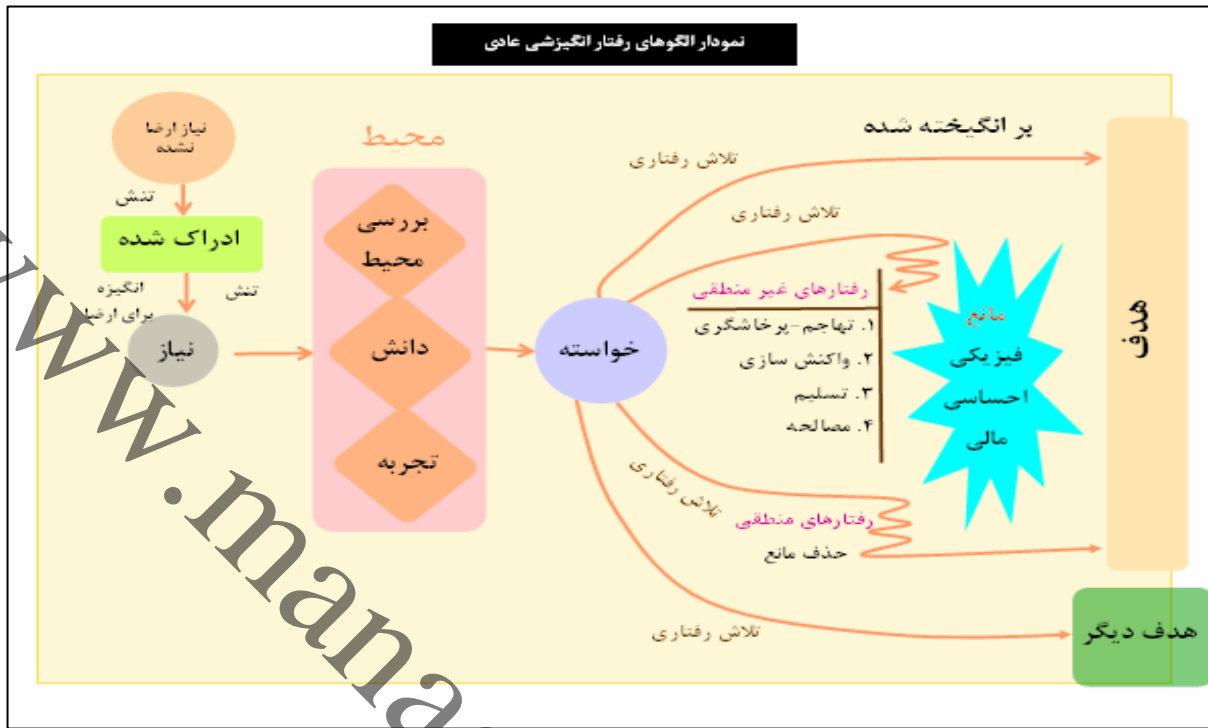 نمودار الگوهای رفتار انگیزشی عادی
نیاز ارضا
نشده
تنش
ادراک شده
انگیزه
برای ارضا
تنش
نیاز
محیط
بررسی
محیط
دانش
تجربه
خواسته
بر انگیخته شده
تلاش رفتاری
تلاش رفتاری
رفتارهای غیر منطقی
۱. تهاجم-پرخاشگری
۲. واکنش سازی
۳. تسلیم
۴. مصالحه
مانع
فیزیکی
احساسی
مالی
تلاش رفتاری
رفتارهای منطقی
حذف مانع
تلاش رفتاری
هدف
هدف دیگر
www.mana